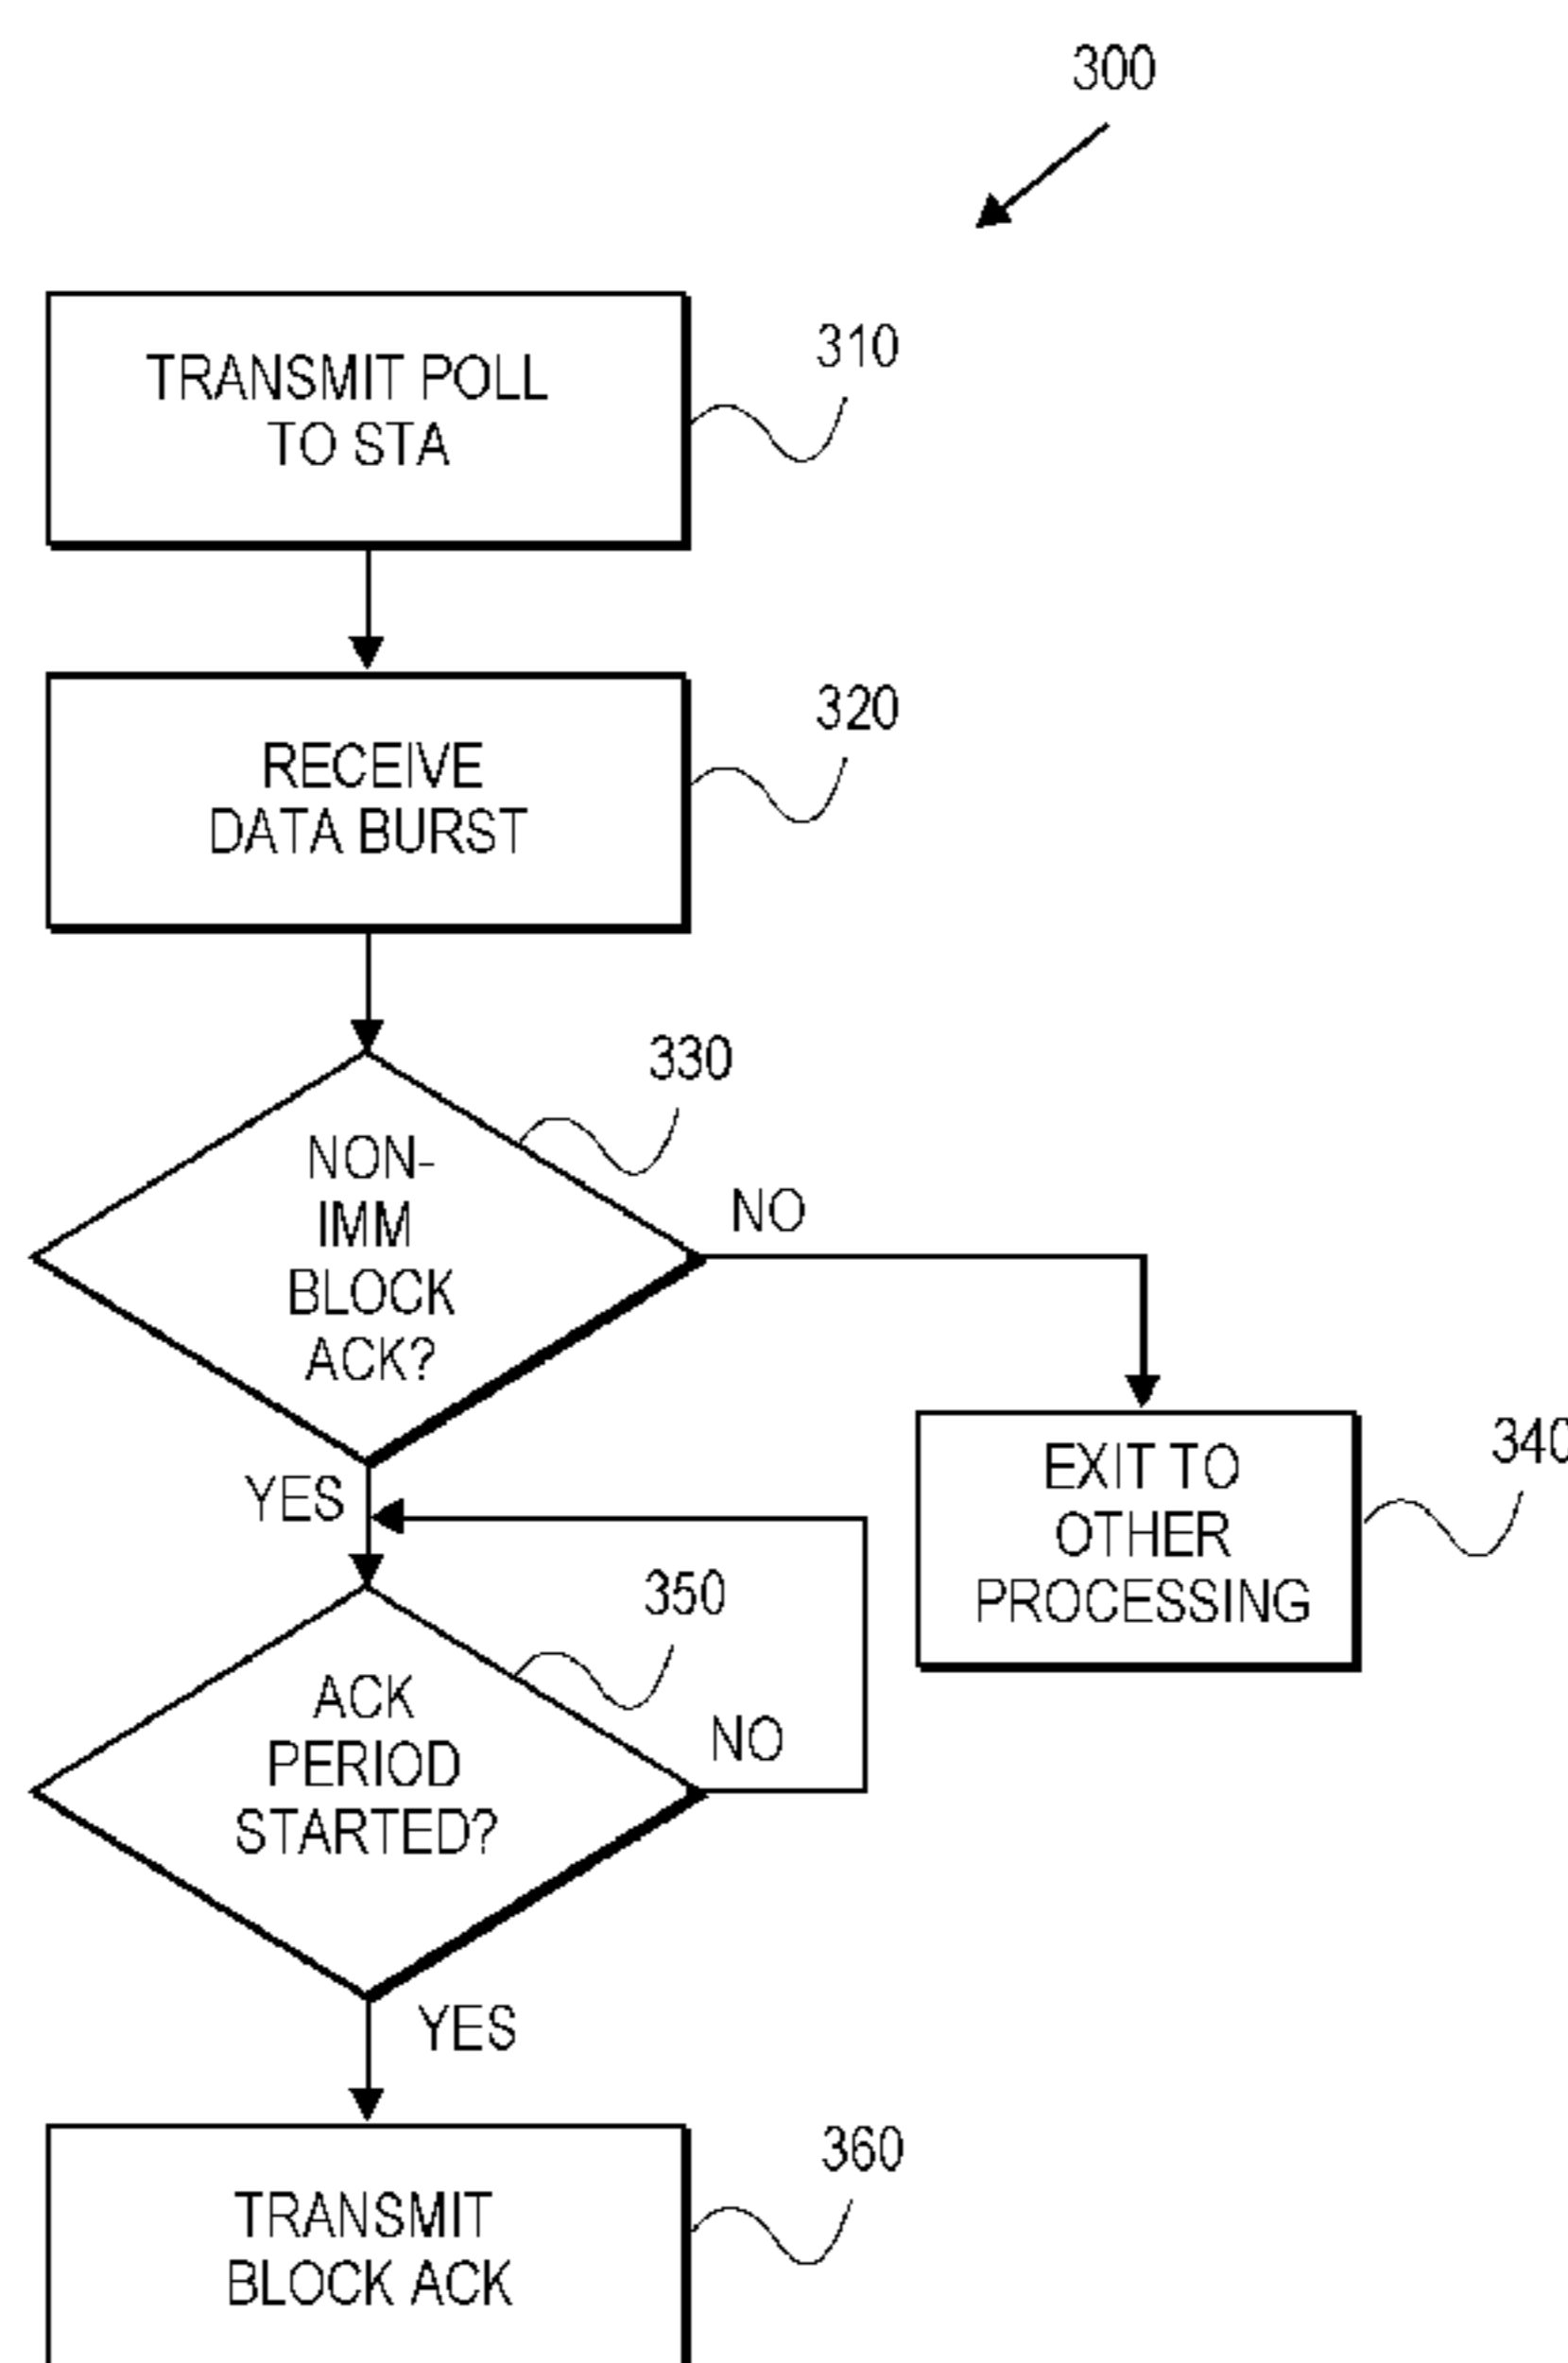 300
TRANSMIT POLL
TO STA
310
RECEIVE
DATA BURST
320
NON-
IMM
BLOCK
ACK?
330
NO
YES
EXIT TO
OTHER
PROCESSING
340
ACK
PERIOD
STARTED?
350
NO
YES
TRANSMIT
BLOCK ACK
360